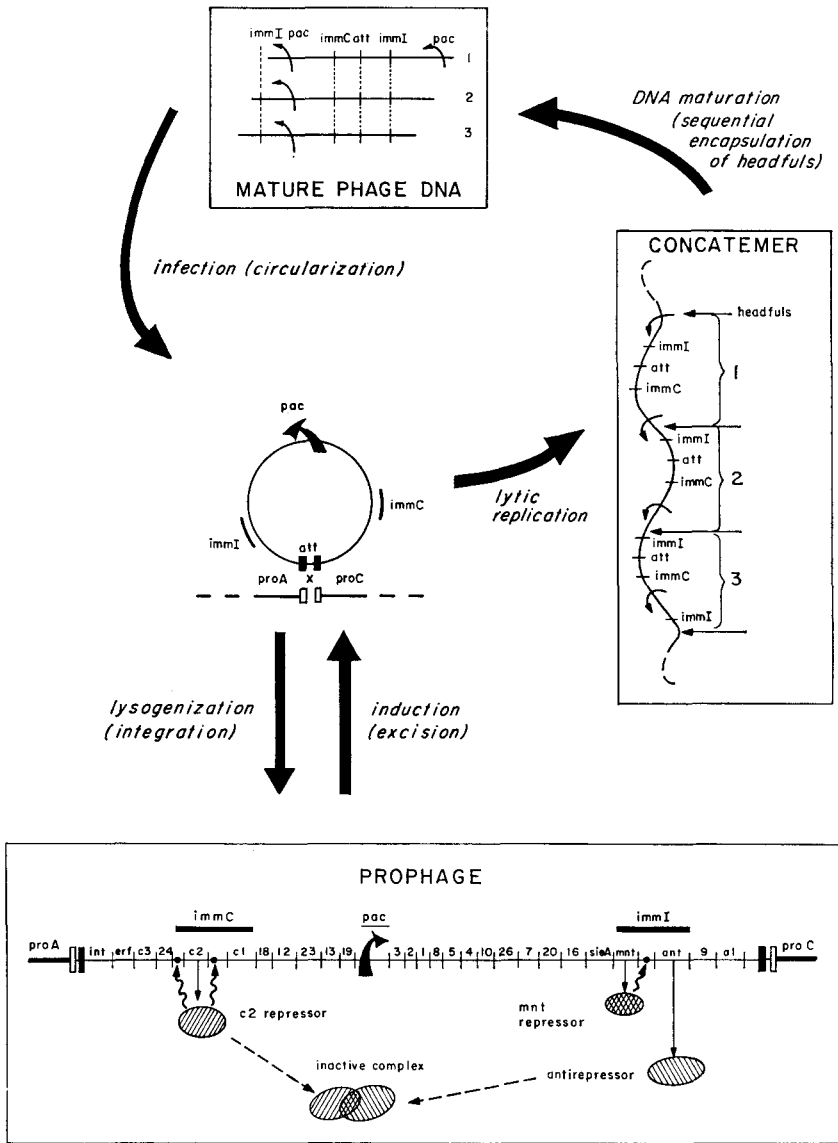 immI pac immC att immI pac
1
2
3
MATURE PHAGE DNA
DNA maturation
(sequential
encapsulation
of headfuls)
infection (circularization)
CONCATEMER
headfuls
immI
att
immC
1
immI
att
immC
2
immI
att
immC
3
immI
pac
immC
immI
att
proA x proC
lytic
replication
lysogenization
(integration)
induction
(excision)
PROPHAGE
immC
pac
immI
proA int erf c3 24 c2 c1 18 12 23 13 19 3 2 1 8 5 4 10 26 7 20 16 sieA mnt ant 9 a1 pro C
c2 repressor
mnt
repressor
inactive complex
antirepressor